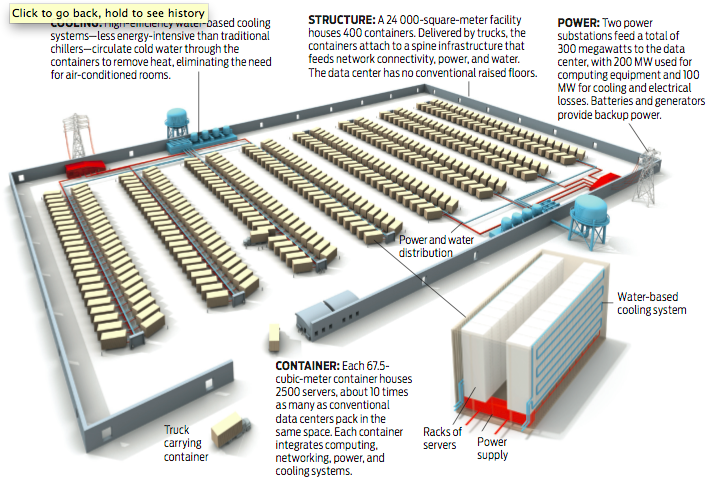 Click to go back, hold to see history
COOLING: High-efficiency water-based cooling
systems—less energy-intensive than traditional
chillers—circulate cold water through the
containers to remove heat, eliminating the need
for air-conditioned rooms.
STRUCTURE: A 24 000-square-meter facility
houses 400 containers. Delivered by trucks, the
containers attach to a spine infrastructure that
feeds network connectivity, power, and water.
The data center has no conventional raised floors.
POWER: Two power
substations feed a total of
300 megawatts to the data
center, with 200 MW used for
computing equipment and 100
MW for cooling and electrical
losses. Batteries and generators
provide backup power.
Power and water
distribution
Water-based
cooling system
CONTAINER: Each 67.5-
cubic-meter container houses
2500 servers, about 10 times
as many as conventional
data centers pack in the
same space. Each container
integrates computing,
networking, power, and
cooling systems.
Truck
carrying
container
Racks of
servers
Power
supply